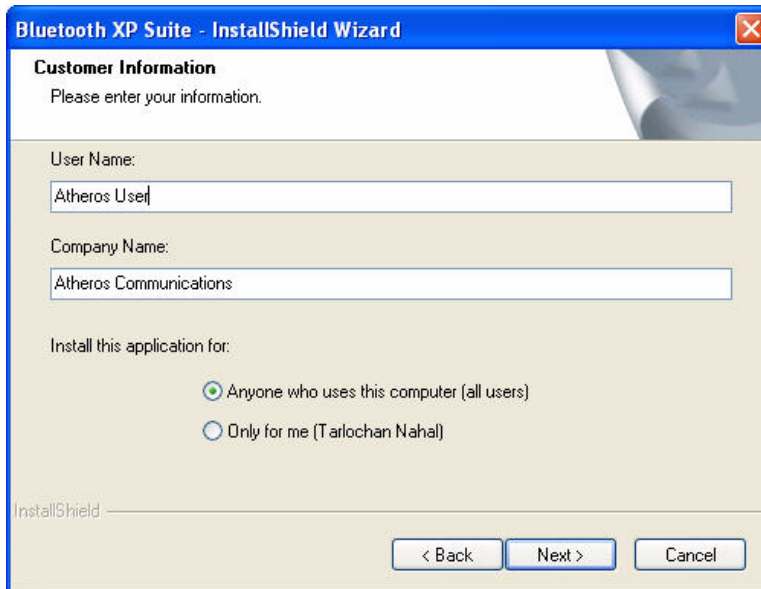 Bluetooth XP Suite - InstallShield Wizard
Customer Information
Please enter your information.
User Name:
Atheros User
Company Name:
Atheros Communications
Install this application for:
Anyone who uses this computer (all users)
Only for me (Tarlochan Nahal)
InstallShield
< Back Next > Cancel